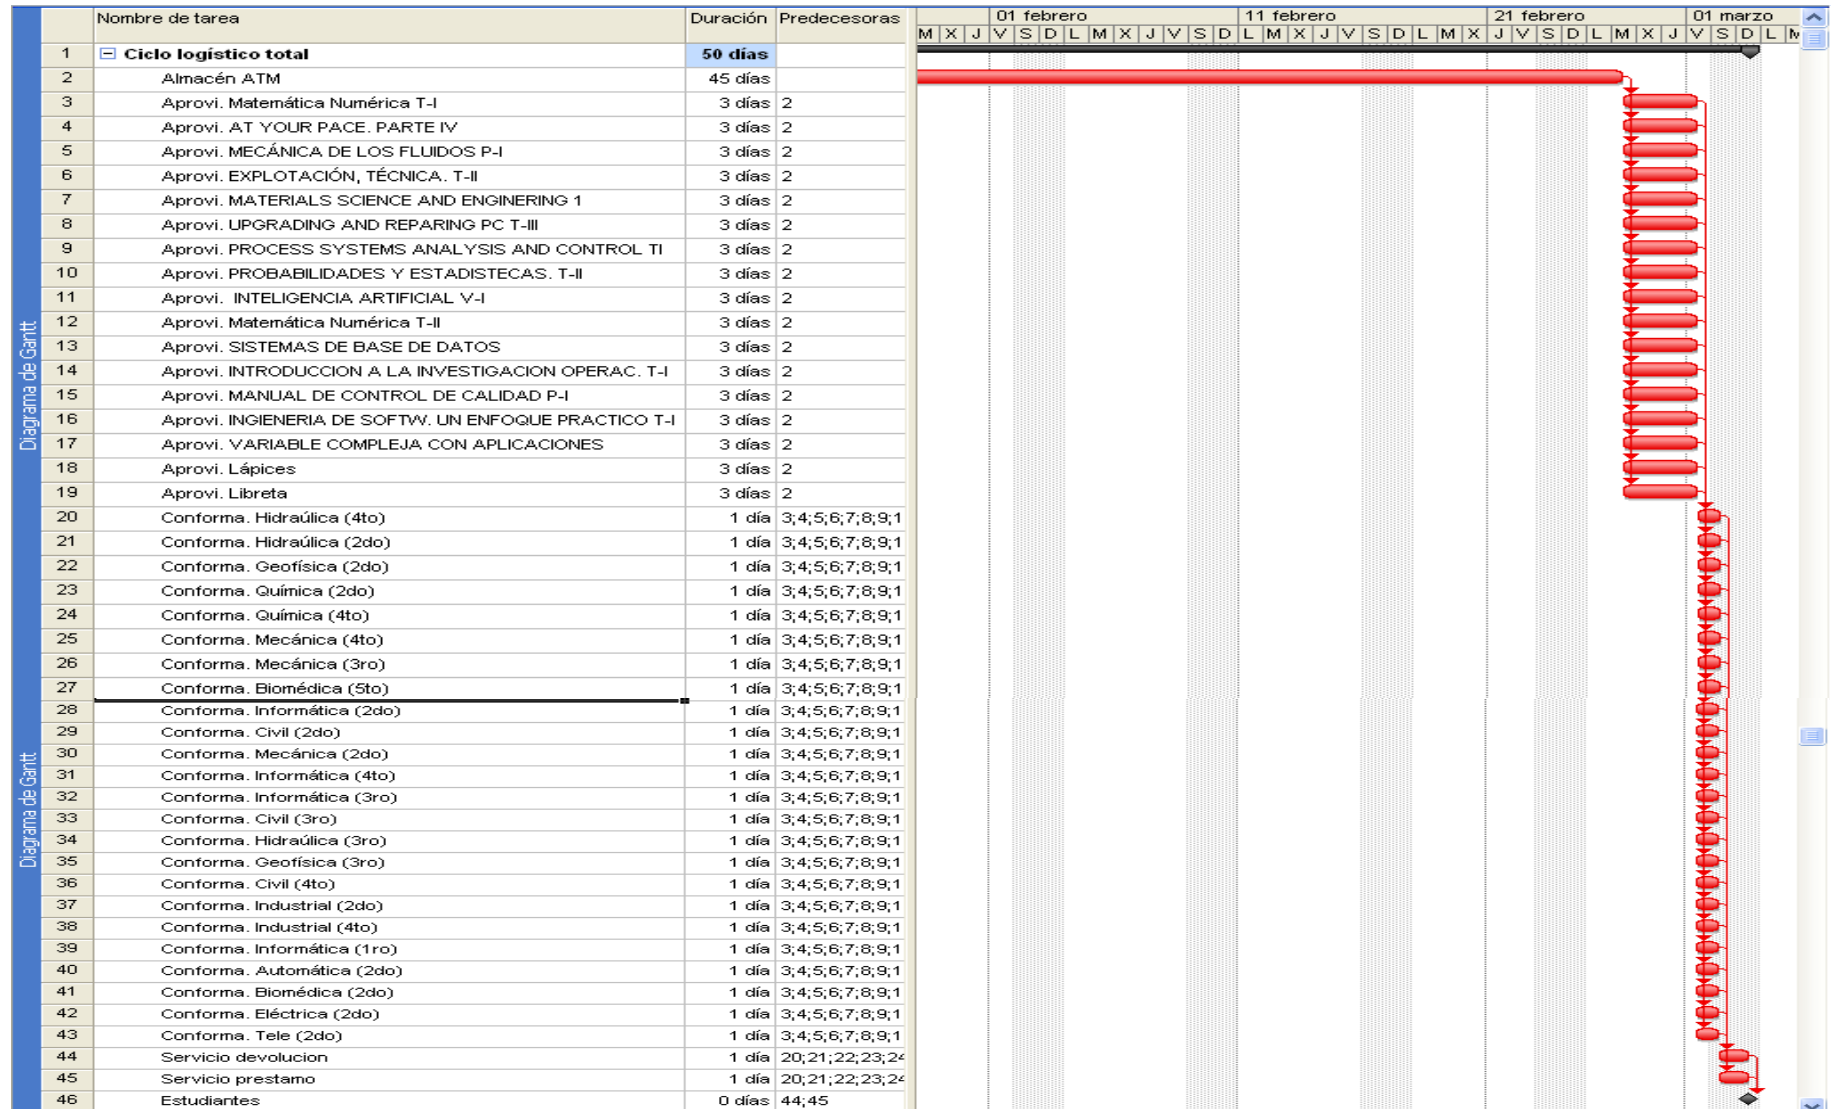 Nombre de tarea Duración Predecesoras 01 febrero 11 febrero 21 febrero 01 marzo
M X J V S D L M X J V S D L M X J V S D L M X J V S D L M X J V S D L M
1 Ciclo logístico total 50 días
2 Almacén ATM 45 días
3 Aprovi. Matemática Numérica T-I 3 días 2
4 Aprovi. AT YOUR PACE. PARTE IV 3 días 2
5 Aprovi. MECÁNICA DE LOS FLUIDOS P-I 3 días 2
6 Aprovi. EXPLOTACIÓN, TÉCNICA. T-II 3 días 2
7 Aprovi. MATERIALS SCIENCE AND ENGINERING 1 3 días 2
8 Aprovi. UPGRADING AND REPARING PC T-III 3 días 2
9 Aprovi. PROCESS SYSTEMS ANALYSIS AND CONTROL TI 3 días 2
10 Aprovi. PROBABILIDADES Y ESTADISTECAS. T-II 3 días 2
11 Aprovi. INTELIGENCIA ARTIFICIAL V-I 3 días 2
12 Aprovi. Matemática Numérica T-II 3 días 2
13 Aprovi. SISTEMAS DE BASE DE DATOS 3 días 2
14 Aprovi. INTRODUCCION A LA INVESTIGACION OPERAC. T-I 3 días 2
15 Aprovi. MANUAL DE CONTROL DE CALIDAD P-I 3 días 2
16 Aprovi. INGIENERIA DE SOFTW. UN ENFOQUE PRACTICO T-I 3 días 2
17 Aprovi. VARIABLE COMPLEJA CON APLICACIONES 3 días 2
18 Aprovi. Lápices 3 días 2
19 Aprovi. Libreta 3 días 2
20 Conforma. Hidraúlica (4to) 1 día 3;4;5;6;7;8;9;1
21 Conforma. Hidraúlica (2do) 1 día 3;4;5;6;7;8;9;1
22 Conforma. Geofísica (2do) 1 día 3;4;5;6;7;8;9;1
23 Conforma. Química (2do) 1 día 3;4;5;6;7;8;9;1
24 Conforma. Química (4to) 1 día 3;4;5;6;7;8;9;1
25 Conforma. Mecánica (4to) 1 día 3;4;5;6;7;8;9;1
26 Conforma. Mecánica (3ro) 1 día 3;4;5;6;7;8;9;1
27 Conforma. Biomédica (5to) 1 día 3;4;5;6;7;8;9;1
28 Conforma. Informática (2do) 1 día 3;4;5;6;7;8;9;1
29 Conforma. Civil (2do) 1 día 3;4;5;6;7;8;9;1
30 Conforma. Mecánica (2do) 1 día 3;4;5;6;7;8;9;1
31 Conforma. Informática (4to) 1 día 3;4;5;6;7;8;9;1
32 Conforma. Informática (3ro) 1 día 3;4;5;6;7;8;9;1
33 Conforma. Civil (3ro) 1 día 3;4;5;6;7;8;9;1
34 Conforma. Hidraúlica (3ro) 1 día 3;4;5;6;7;8;9;1
35 Conforma. Geofísica (3ro) 1 día 3;4;5;6;7;8;9;1
36 Conforma. Civil (4to) 1 día 3;4;5;6;7;8;9;1
37 Conforma. Industrial (2do) 1 día 3;4;5;6;7;8;9;1
38 Conforma. Industrial (4to) 1 día 3;4;5;6;7;8;9;1
39 Conforma. Informática (1ro) 1 día 3;4;5;6;7;8;9;1
40 Conforma. Automática (2do) 1 día 3;4;5;6;7;8;9;1
41 Conforma. Biomédica (2do) 1 día 3;4;5;6;7;8;9;1
42 Conforma. Eléctrica (2do) 1 día 3;4;5;6;7;8;9;1
43 Conforma. Tele (2do) 1 día 3;4;5;6;7;8;9;1
44 Servicio devolucion 1 día 20;21;22;23;24
45 Servicio prestamo 1 día 20;21;22;23;24
46 Estudiantes 0 días 44;45
Diagrama de Gantt
Diagrama de Gantt